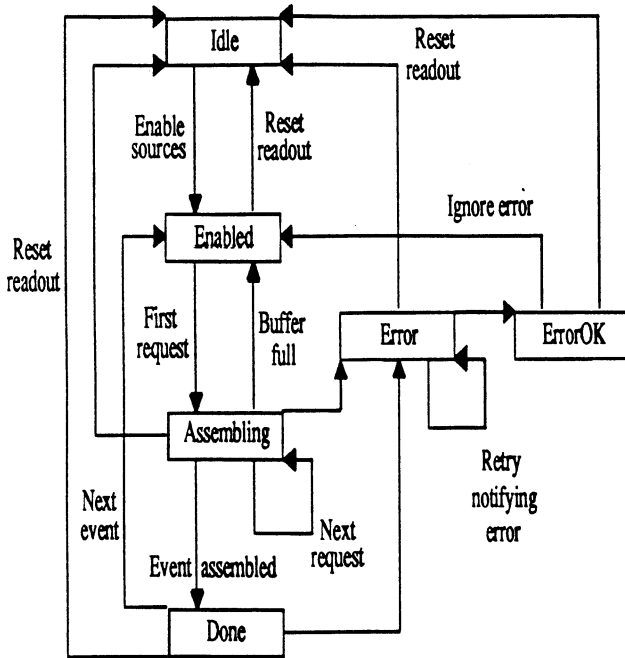 Idle
Reset
readout
Enable
sources
Reset
readout
Ignore error
Enabled
Reset
readout
First
request
Buffer
full
Error
ErrorOK
Assembling
Retry
notifying
error
Next
event
Next
request
Event assembled
Done